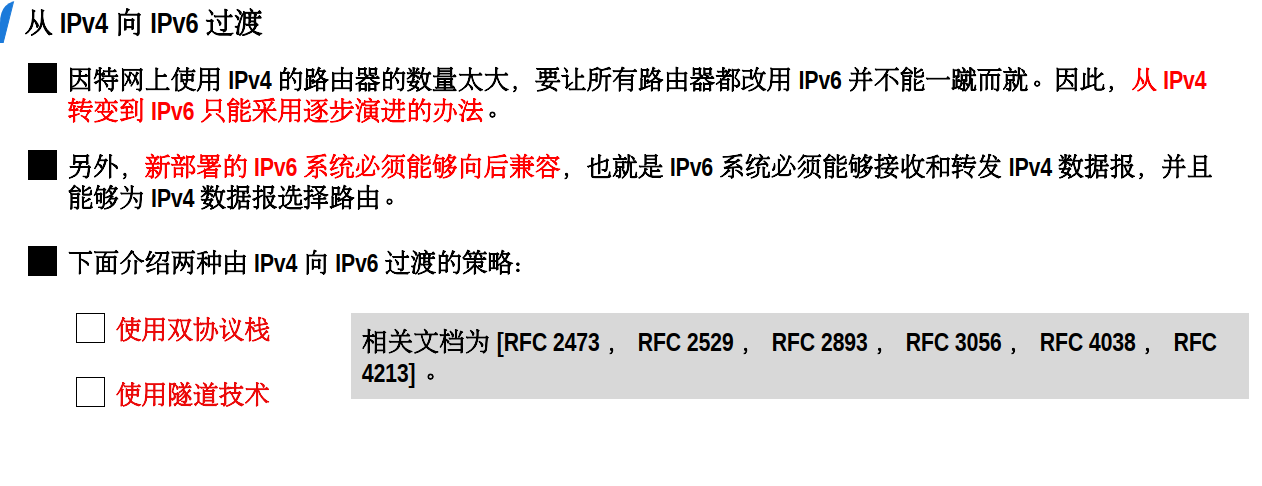 从 IPv4 向 IPv6 过渡
因特网上使用 IPv4 的路由器的数量太大，要让所有路由器都改用 IPv6 并不能一蹴而就。因此，从 IPv4
转变到 IPv6 只能采用逐步演进的办法。
另外，新部署的 IPv6 系统必须能够向后兼容，也就是 IPv6 系统必须能够接收和转发 IPv4 数据报，并且
能够为 IPv4 数据报选择路由。
下面介绍两种由 IPv4 向 IPv6 过渡的策略：
使用双协议栈
使用隧道技术
相关文档为 [RFC 2473 ， RFC 2529 ， RFC 2893 ， RFC 3056 ， RFC 4038 ， RFC
4213] 。